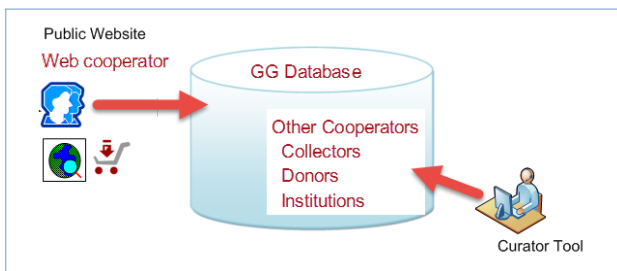 Public Website
Web cooperator
GG Database
Other Cooperators
Collectors
Donors
Institutions
Curator Tool